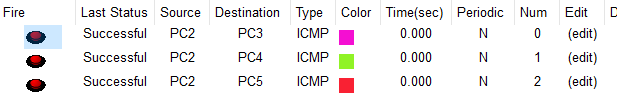 Fire Last Status Source Destination Type Color Time(sec) Periodic Num Edit D
Successful PC2 PC3 ICMP 0.000 N 0 (edit)
Successful PC2 PC4 ICMP 0.000 N 1 (edit)
Successful PC2 PC5 ICMP 0.000 N 2 (edit)